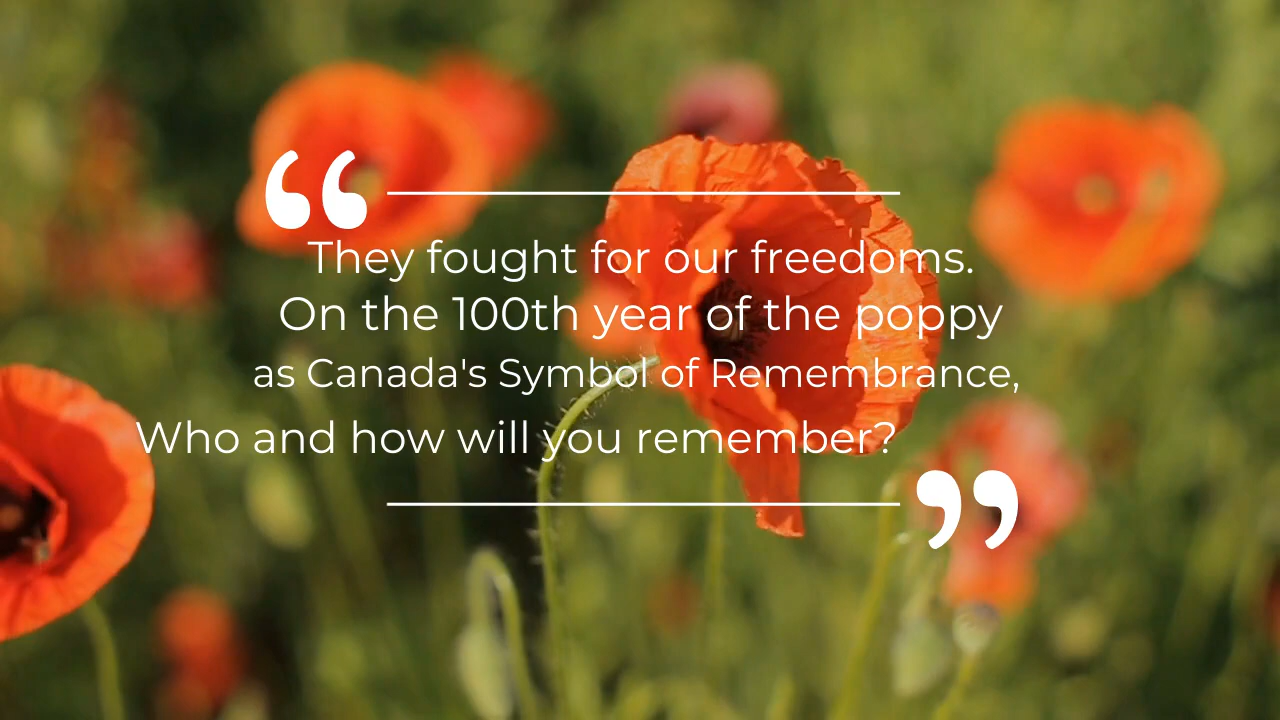 “
They fought for our freedoms.
On the 100th year of the poppy
as Canada's Symbol of Remembrance,
Who and how will you remember?
”